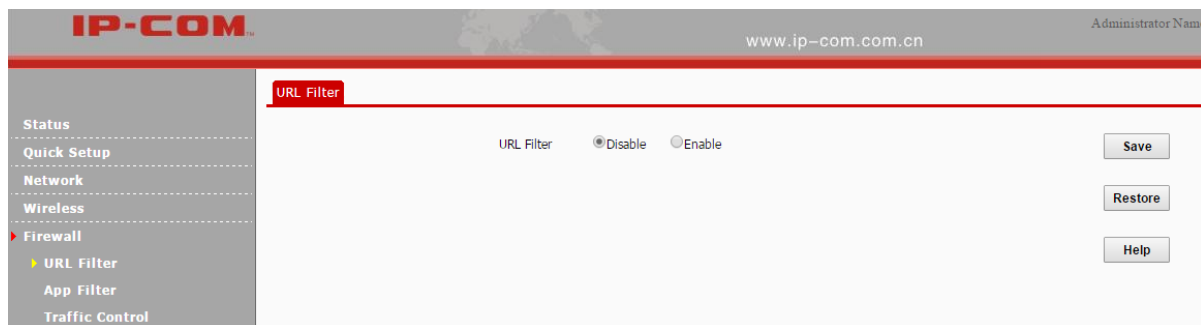 IP-COM
www.ip-com.com.cn
Administrator Nam
URL Filter
Status
Quick Setup
Network
Wireless
Firewall
URL Filter
App Filter
Traffic Control
URL Filter Disable Enable
Save
Restore
Help